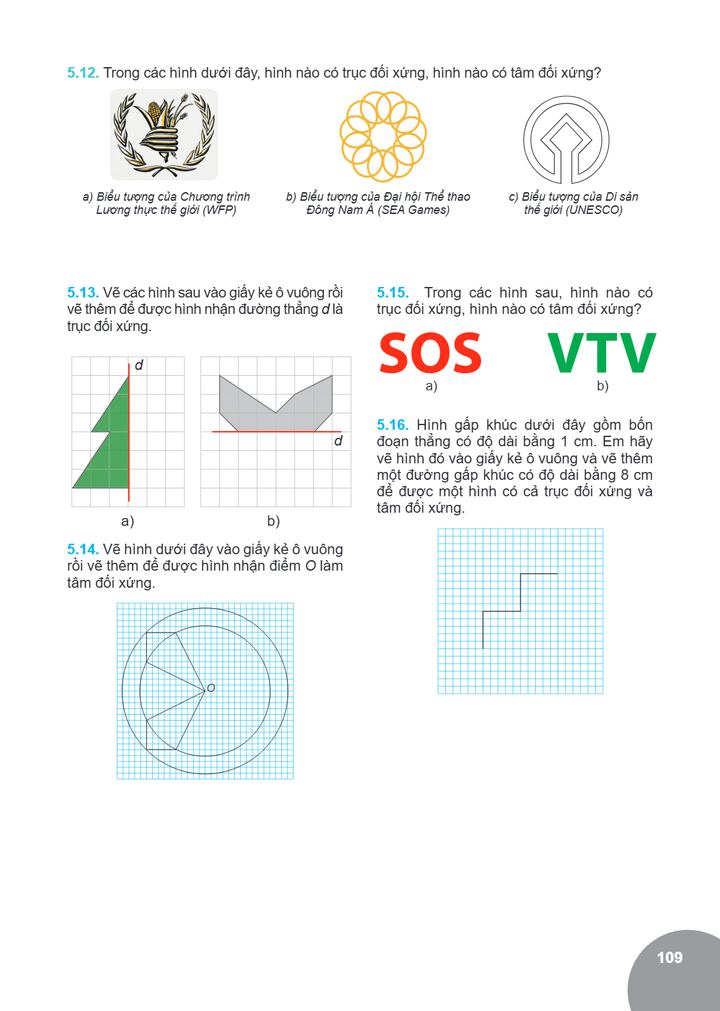 5.12. Trong các hình dưới đây, hình nào có trục đối xứng, hình nào có tâm đối xứng?
a) Biểu tượng của Chương trình
Lương thực thế giới (WFP)
b) Biểu tượng của Đại hội Thể thao
Đông Nam Á (SEA Games)
c) Biểu tượng của Di sản
thế giới (UNESCO)
5.13. Vẽ các hình sau vào giấy kẻ ô vuông rồi
vẽ thêm để được hình nhận đường thẳng d là
trục đối xứng.
d
d
a)
b)
5.14. Vẽ hình dưới đây vào giấy kẻ ô vuông
rồi vẽ thêm để được hình nhận điểm O làm
tâm đối xứng.
O
5.15. Trong các hình sau, hình nào có
trục đối xứng, hình nào có tâm đối xứng?
SOS
VTV
a)
b)
5.16. Hình gấp khúc dưới đây gồm bốn
đoạn thẳng có độ dài bằng 1 cm. Em hãy
vẽ hình đó vào giấy kẻ ô vuông và vẽ thêm
một đường gấp khúc có độ dài bằng 8 cm
để được một hình có cả trục đối xứng và
tâm đối xứng.
109